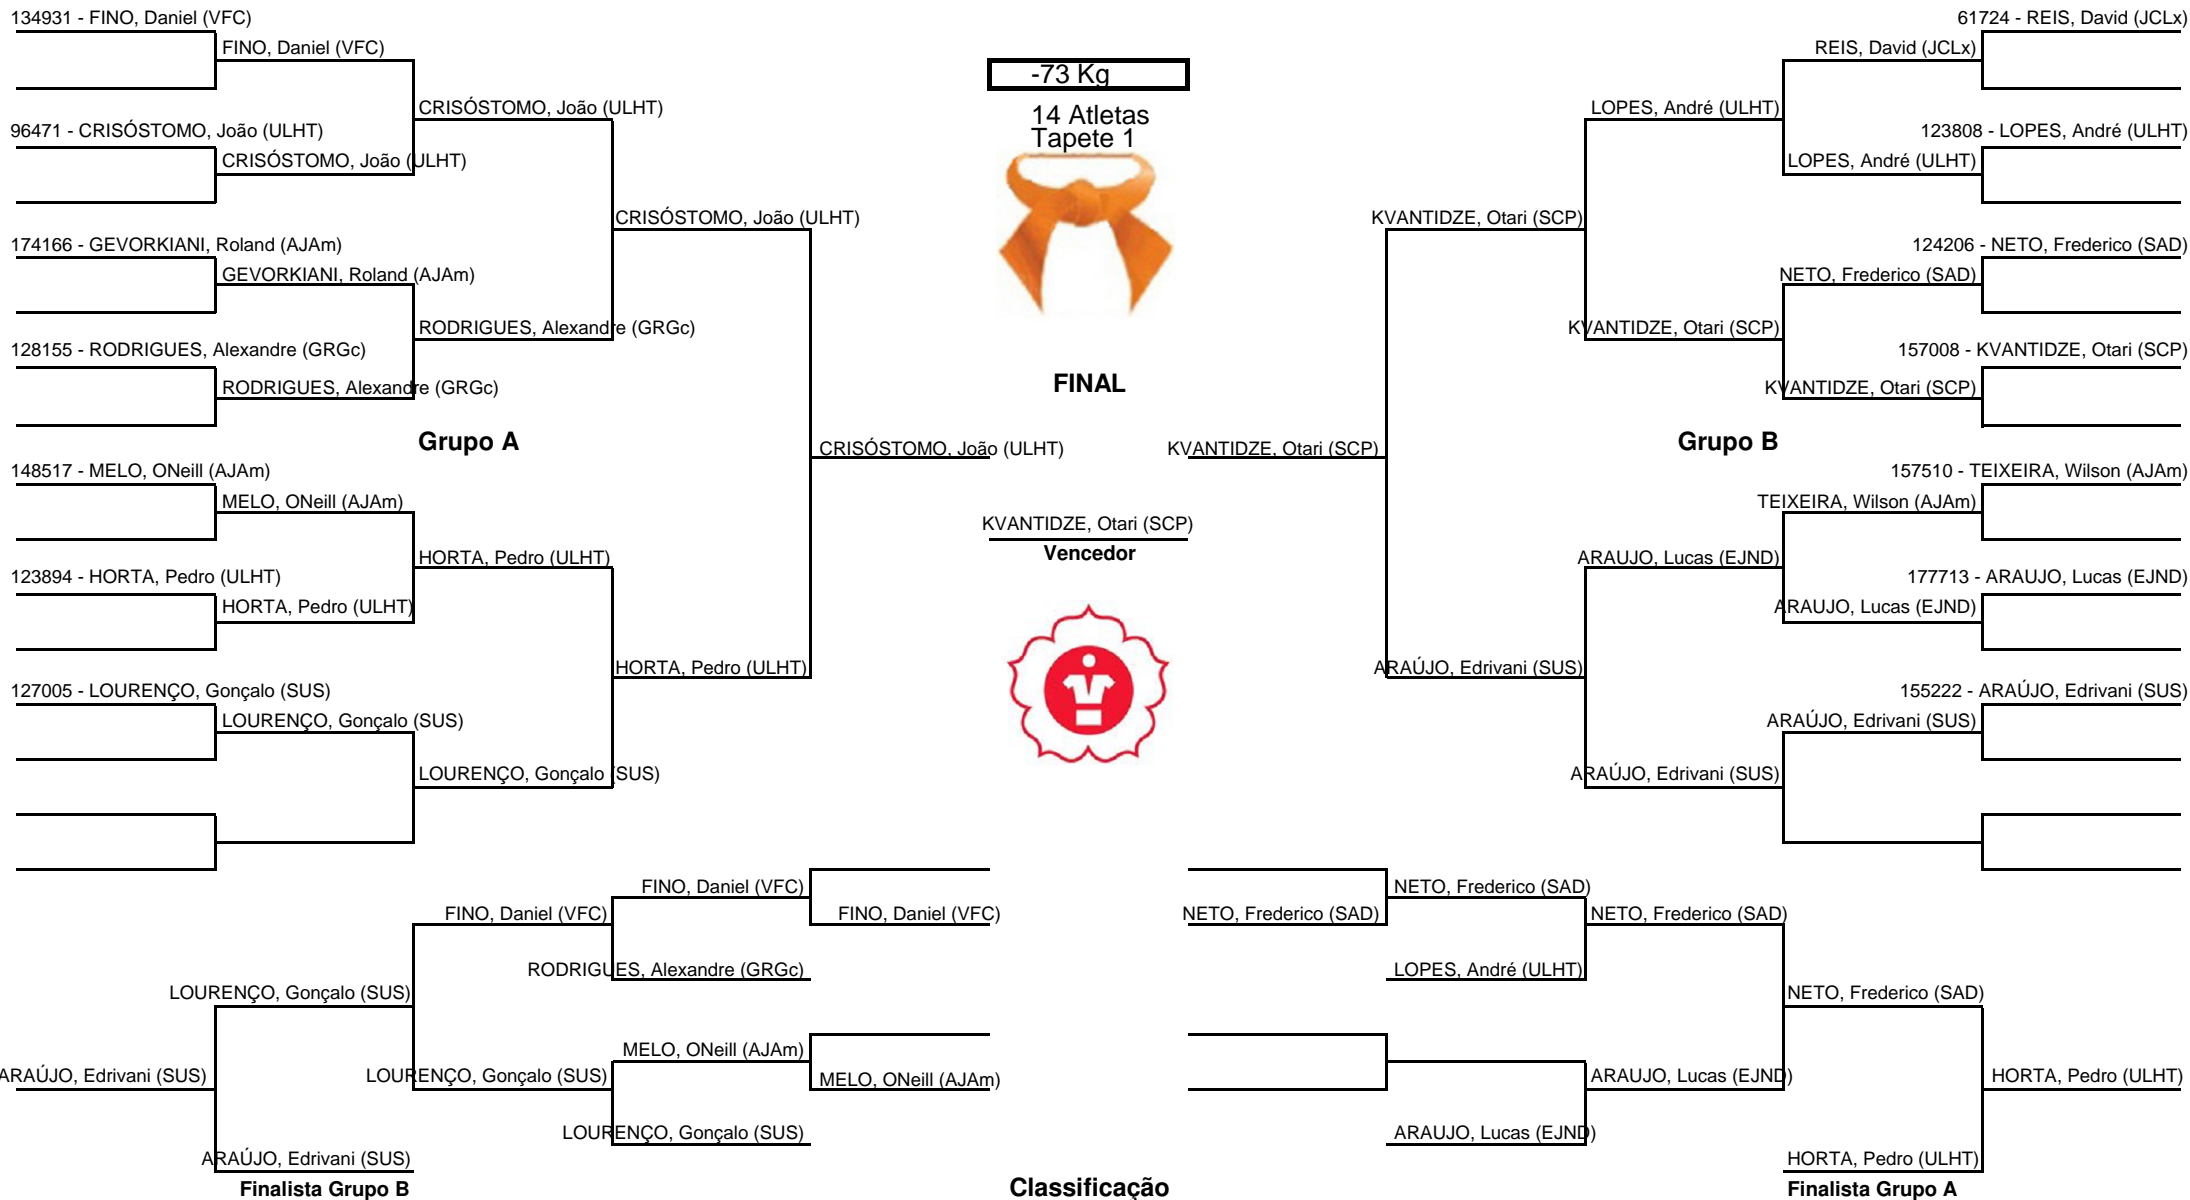 134931 - FINO, Daniel (VFC)
61724 - REIS, David (JCLx)
FINO, Daniel (VFC)
REIS, David (JCLx)
-73 Kg
CRISÓSTOMO, João (ULHT)
14 Atletas
LOPES, André (ULHT)
96471 - CRISÓSTOMO, João (ULHT)
Tapete 1
123808 - LOPES, André (ULHT)
CRISÓSTOMO, João (ULHT)
LOPES, André (ULHT)
CRISÓSTOMO, João (ULHT)
KVANTIDZE, Otari (SCP)
174166 - GEVORKIANI, Roland (AJAm)
124206 - NETO, Frederico (SAD)
GEVORKIANI, Roland (AJAm)
NETO, Frederico (SAD)
RODRIGUES, Alexandre (GRGc)
KVANTIDZE, Otari (SCP)
128155 - RODRIGUES, Alexandre (GRGc)
157008 - KVANTIDZE, Otari (SCP)
RODRIGUES, Alexandre (GRGc)
FINAL
KVANTIDZE, Otari (SCP)
Grupo A
Grupo B
CRISÓSTOMO, João (ULHT)
KVANTIDZE, Otari (SCP)
148517 - MELO, ONeill (AJAm)
157510 - TEIXEIRA, Wilson (AJAm)
MELO, ONeill (AJAm)
TEIXEIRA, Wilson (AJAm)
KVANTIDZE, Otari (SCP)
Vencedor
HORTA, Pedro (ULHT)
ARAUJO, Lucas (EJND)
123894 - HORTA, Pedro (ULHT)
177713 - ARAUJO, Lucas (EJND)
HORTA, Pedro (ULHT)
ARAUJO, Lucas (EJND)
HORTA, Pedro (ULHT)
ARAÚJO, Edrivani (SUS)
127005 - LOURENÇO, Gonçalo (SUS)
155222 - ARAÚJO, Edrivani (SUS)
LOURENÇO, Gonçalo (SUS)
ARAÚJO, Edrivani (SUS)
LOURENÇO, Gonçalo (SUS)
ARAÚJO, Edrivani (SUS)
FINO, Daniel (VFC)
NETO, Frederico (SAD)
FINO, Daniel (VFC)
FINO, Daniel (VFC)
NETO, Frederico (SAD)
NETO, Frederico (SAD)
RODRIGUES, Alexandre (GRGc)
LOPES, André (ULHT)
LOURENÇO, Gonçalo (SUS)
NETO, Frederico (SAD)
MELO, ONeill (AJAm)
ARAÚJO, Edrivani (SUS)
LOURENÇO, Gonçalo (SUS)
MELO, ONeill (AJAm)
ARAUJO, Lucas (EJND)
HORTA, Pedro (ULHT)
LOURENÇO, Gonçalo (SUS)
ARAUJO, Lucas (EJND)
ARAÚJO, Edrivani (SUS)
HORTA, Pedro (ULHT)
Finalista Grupo B
Classificação
Finalista Grupo A